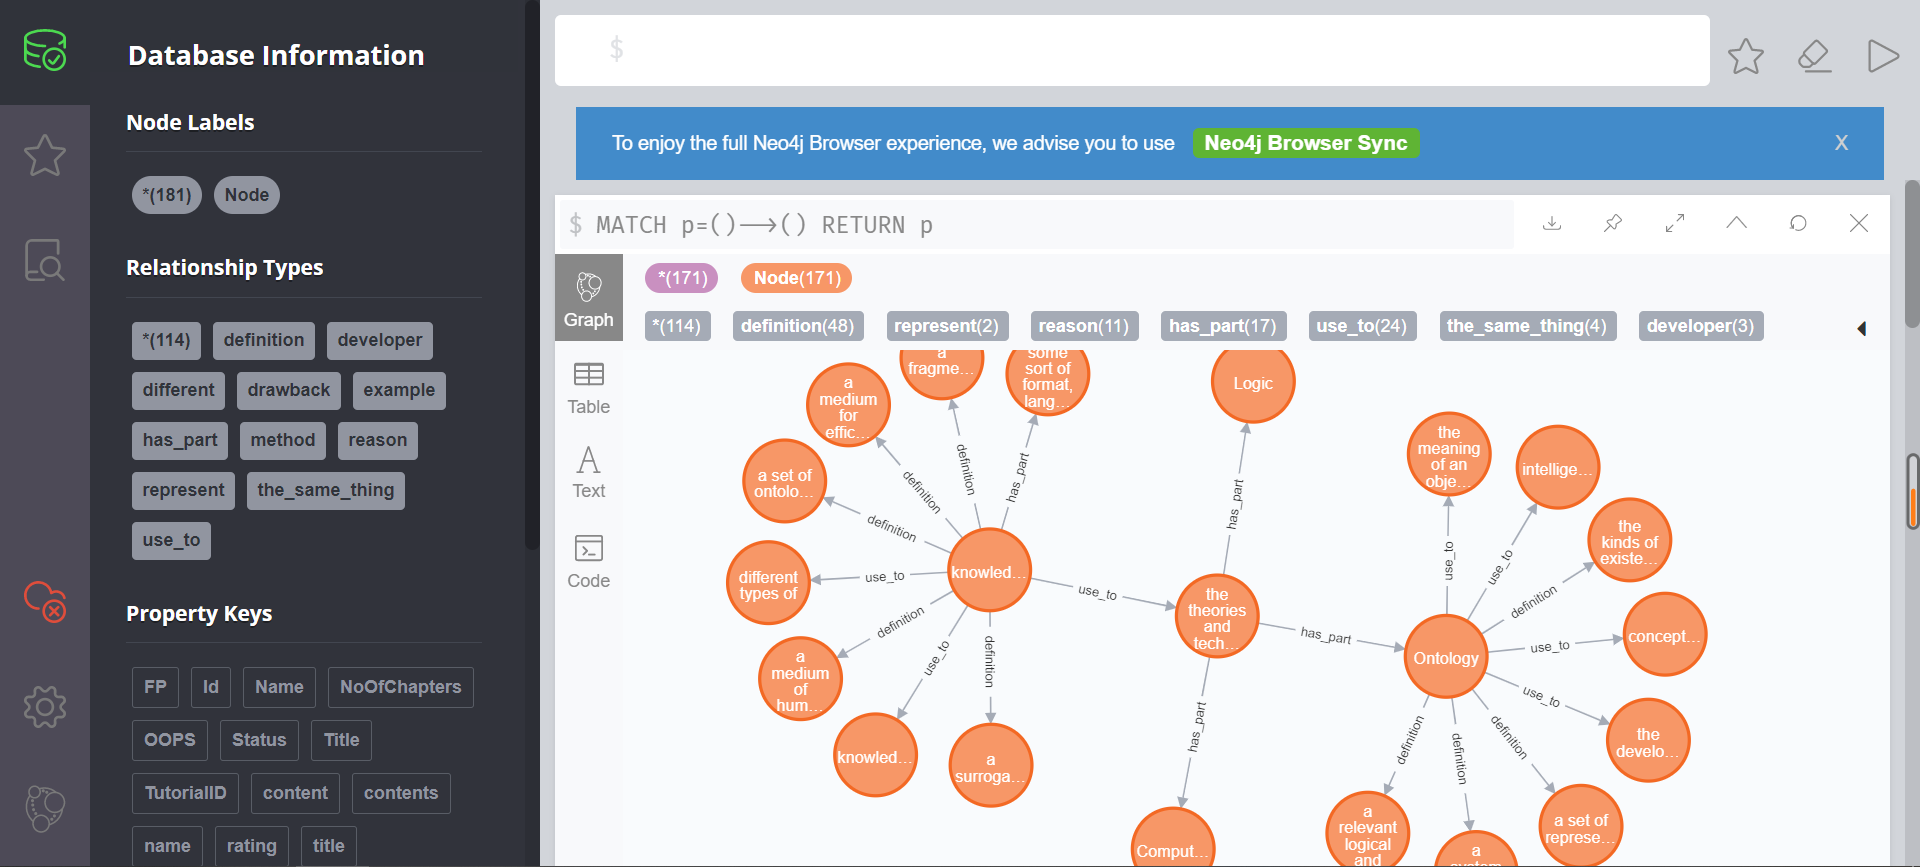 Database Information
Node Labels
*(181) Node
Relationship Types
*(114) definition developer
different drawback example
has_part method reason
represent the_same_thing
use_to
Property Keys
FP Id Name NoOfChapters
OOPS Status Title
TutorialID content contents
name rating title
$
To enjoy the full Neo4j Browser experience, we advise you to use Neo4j Browser Sync X
$ MATCH p=()⟶() RETURN p
Graph
Table
Text
Code
*(171) Node(171)
*(114) definition(48) represent(2) reason(11) has_part(17) use_to(24) the_same_thing(4) developer(3)
a
fragme...
some
sort of
format,
lang...
Logic
a
medium
for
effic...
a set of
ontolo...
different
types of
a
medium
of
hum...
knowled...
a
surroga...
knowled...
the
theories
and
tech...
Comput...
Ontology
the
meaning
of an
obje...
intellige...
the
kinds of
existe...
concept...
the
develo...
a set of
represe...
a
system
a
relevant
logical
and
definition
definition
has_part
definition
use_to
definition
use_to
definition
use_to
has_part
has_part
has_part
use_to
use_to
definition
use_to
use_to
definition
definition
definition